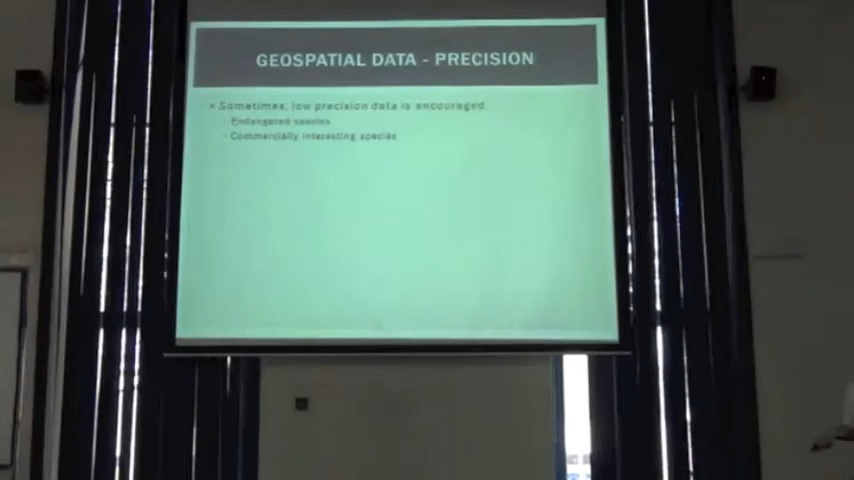 GEOSPATIAL DATA - PRECISION
• Sometimes, low precision data is encouraged
- Endangered species
- Commercially interesting species